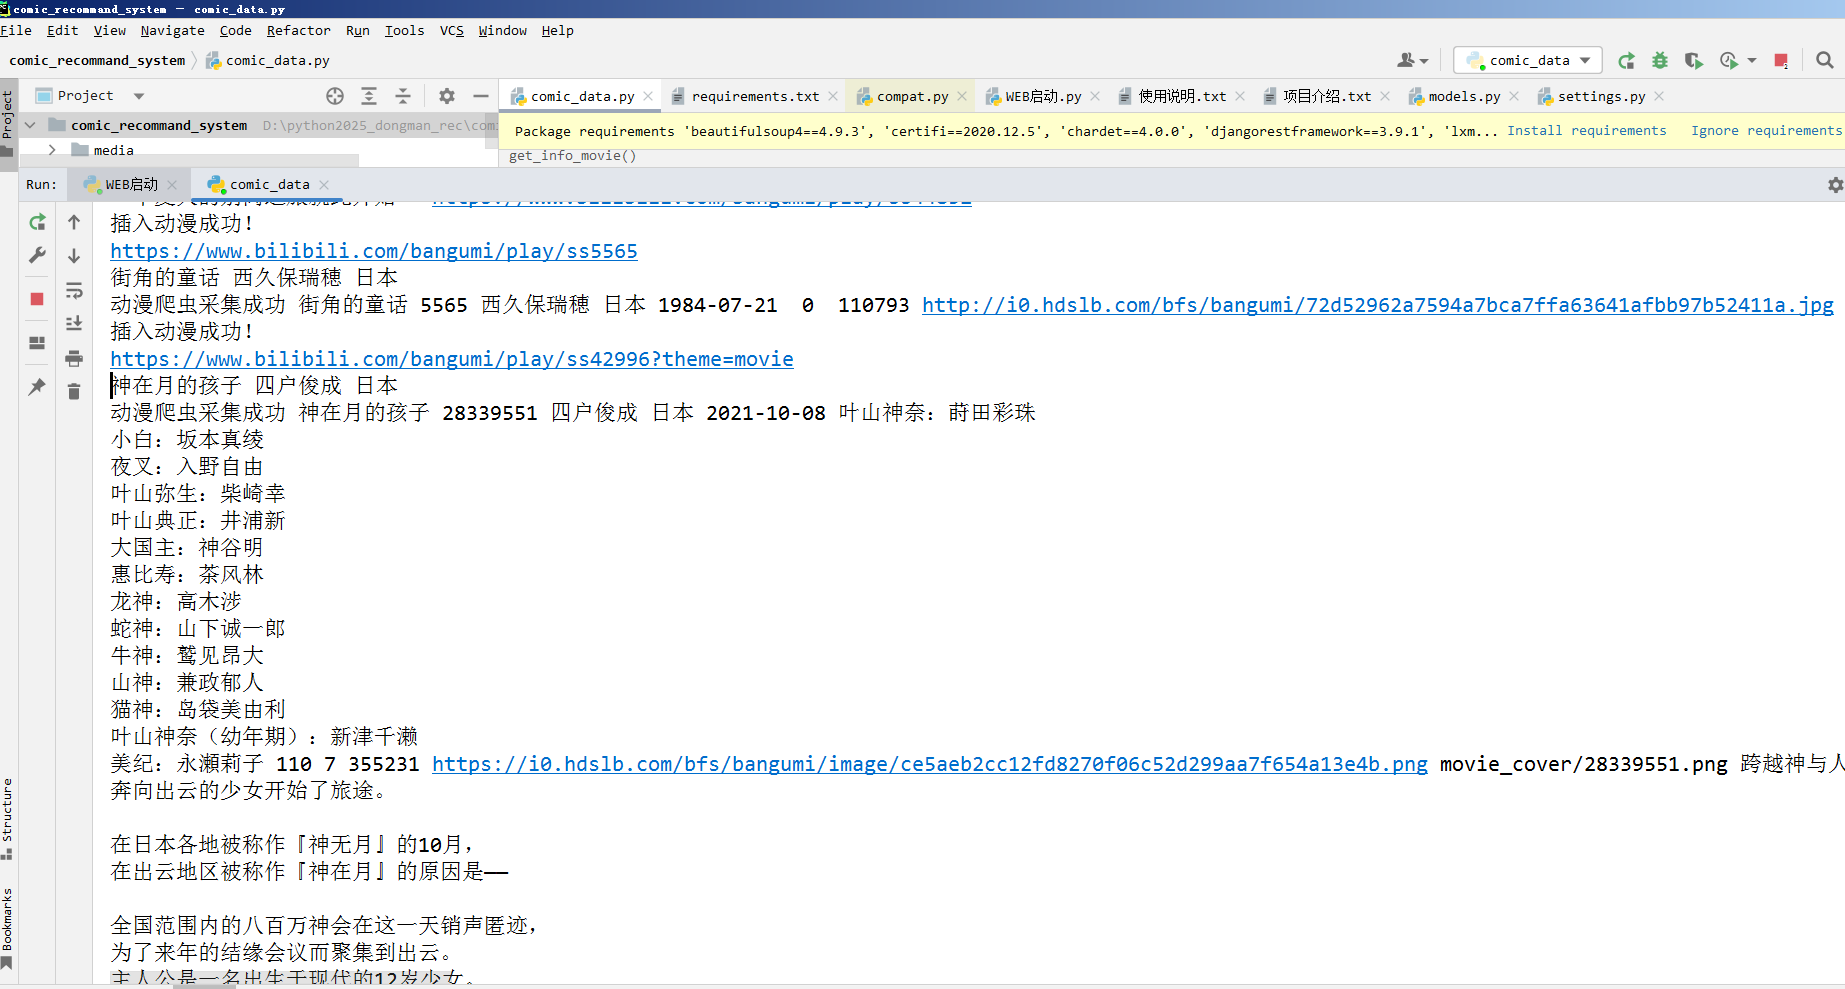 comic_recommand_system – comic_data.py
File Edit View Navigate Code Refactor Run Tools VCS Window Help
comic_recommand_system comic_data.py comic_data
Project comic_data.py requirements.txt compat.py WEB启动.py 使用说明.txt 项目介绍.txt models.py settings.py
Project
comic_recommand_system D:\python2025_dongman_rec\comi
Package requirements 'beautifulsoup4==4.9.3', 'certifi==2020.12.5', 'chardet==4.0.0', 'djangorestframework==3.9.1', 'lxm... Install requirements Ignore requirements
media
get_info_movie()
Run: WEB启动 comic_data
插入动漫成功!
https://www.bilibili.com/bangumi/play/ss5565
街角的童话 西久保瑞穂 日本
动漫爬虫采集成功 街角的童话 5565 西久保瑞穂 日本 1984-07-21 0 110793 http://i0.hdslb.com/bfs/bangumi/72d52962a7594a7bca7ffa63641afbb97b52411a.jpg
插入动漫成功!
https://www.bilibili.com/bangumi/play/ss42996?theme=movie
神在月的孩子 四户俊成 日本
动漫爬虫采集成功 神在月的孩子 28339551 四户俊成 日本 2021-10-08 叶山神奈：莳田彩珠
小白：坂本真绫
夜叉：入野自由
叶山弥生：柴崎幸
叶山典正：井浦新
大国主：神谷明
惠比寿：茶风林
龙神：高木渉
蛇神：山下诚一郎
牛神：鹫见昂大
山神：兼政郁人
猫神：岛袋美由利
叶山神奈（幼年期）：新津千濑
美纪：永瀬莉子 110 7 355231 https://i0.hdslb.com/bfs/bangumi/image/ce5aeb2cc12fd8270f06c52d299aa7f654a13e4b.png movie_cover/28339551.png 跨越神与人
奔向出云的少女开始了旅途。
在日本各地被称作『神无月』的10月，
在出云地区被称作『神在月』的原因是——
全国范围内的八百万神会在这一天销声匿迹，
为了来年的结缘会议而聚集到出云。
主人公是一名出生于现代的12岁少女。
Structure
Bookmarks